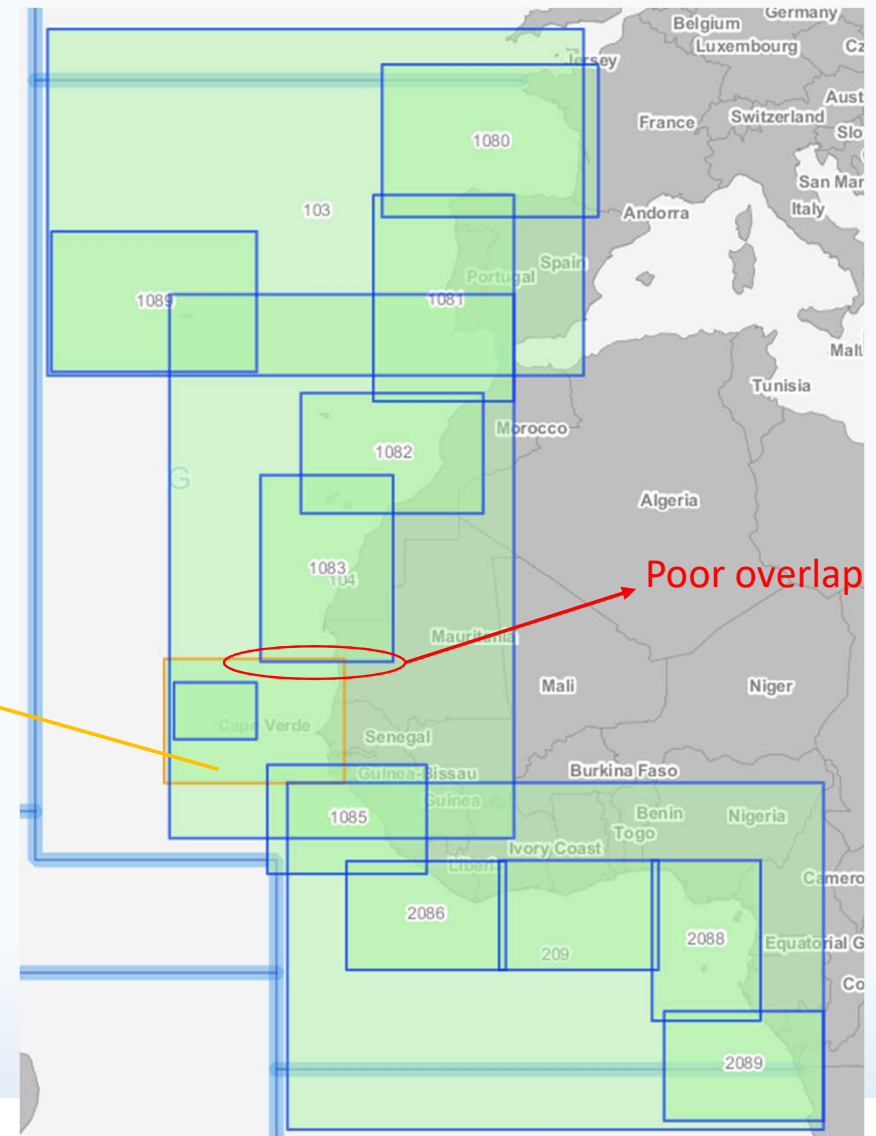 Germany
Belgium
Luxembourg
Cz
Jersey
Aust
France
Switzerland
Slo
1080
San Mar
Italy
103
Andorra
Spain
Portugal
1089
1081
Malt
Tunisia
Morocco
1082
G
Algeria
1083
104
Poor overlap
Mauritania
Mali
Niger
Cape Verde
Senegal
Guinea-Bissau
Burkina Faso
Guinea
Benin
Nigeria
1085
Togo
Ivory Coast
Liberia
Camero
2086
2088
Equatorial G
209
Co
2089